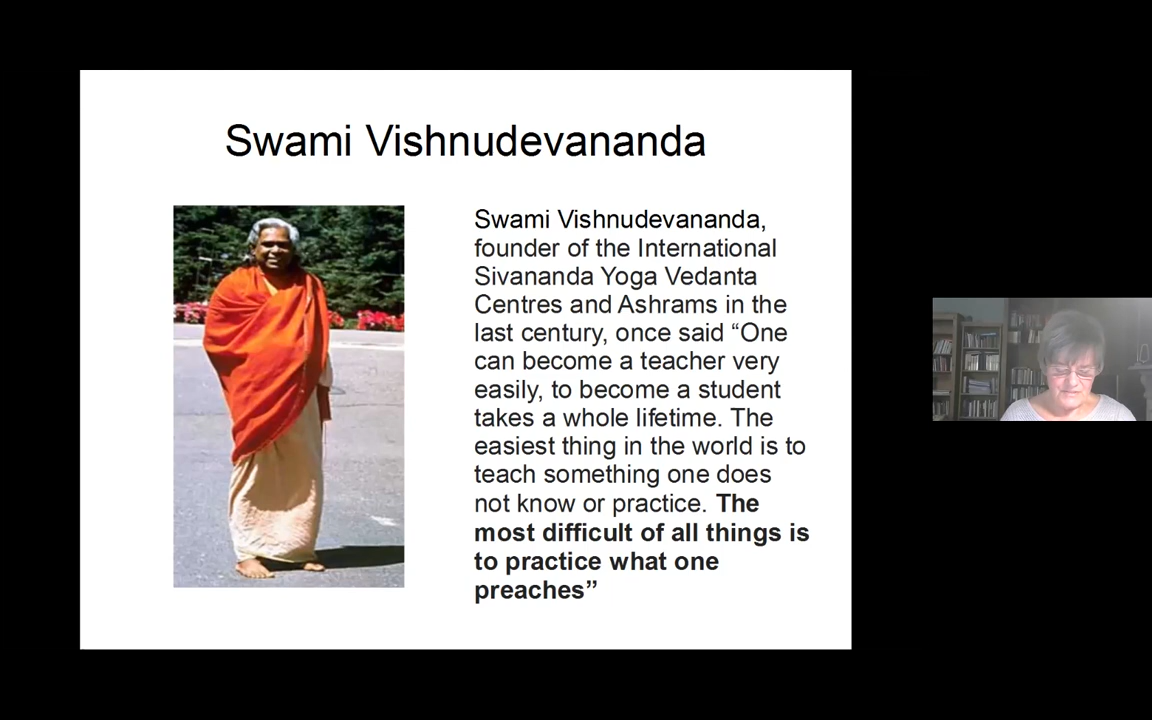 Swami Vishnudevananda
Swami Vishnudevananda,
founder of the International
Sivananda Yoga Vedanta
Centres and Ashrams in the
last century, once said “One
can become a teacher very
easily, to become a student
takes a whole lifetime. The
easiest thing in the world is to
teach something one does
not know or practice. The
most difficult of all things is
to practice what one
preaches”